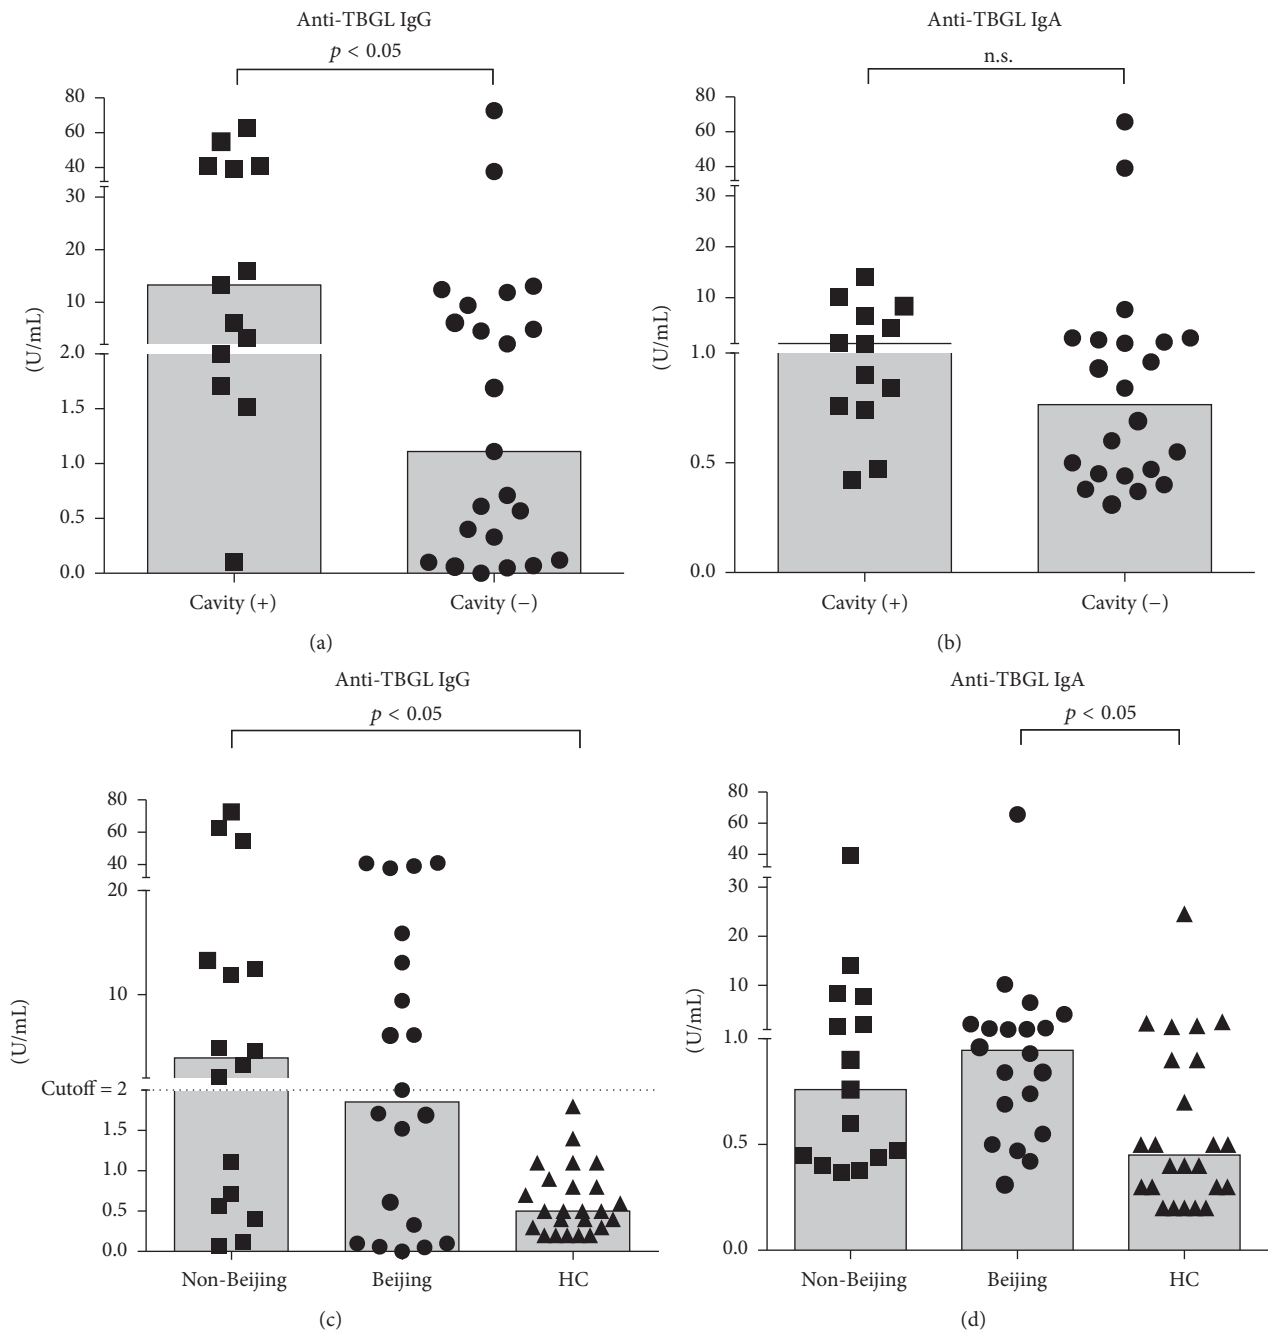 Anti-TBGL IgG
p < 0.05
80
60
40
30
20
10
2.0
1.5
1.0
0.5
0.0
(U/mL)
Cavity (+)
Cavity (−)
(a)
Anti-TBGL IgA
n.s.
80
60
40
30
20
10
1.0
0.5
0.0
(U/mL)
Cavity (+)
Cavity (−)
(b)
Anti-TBGL IgG
p < 0.05
80
60
40
20
10
Cutoff = 2
1.5
1.0
0.5
0.0
(U/mL)
Non-Beijing
Beijing
HC
(c)
Anti-TBGL IgA
p < 0.05
80
60
40
30
20
10
1.0
0.5
0.0
(U/mL)
Non-Beijing
Beijing
HC
(d)